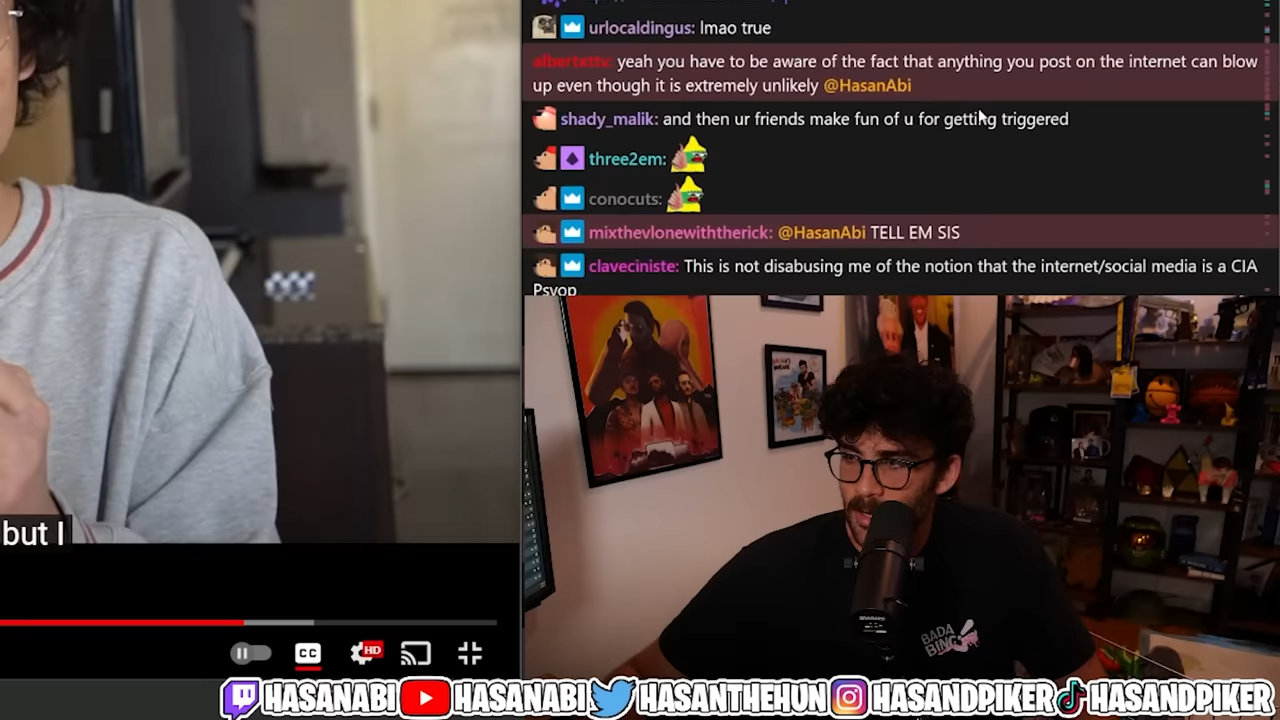 urlocaldingus: lmao true
albertxttv: yeah you have to be aware of the fact that anything you post on the internet can blow
up even though it is extremely unlikely @HasanAbi
shady_malik: and then ur friends make fun of u for getting triggered
three2em:
conocuts:
mixthevlonewiththerick: @HasanAbi TELL EM SIS
claveciniste: This is not disabusing me of the notion that the internet/social media is a CIA
Psyop
but I
BADA
BING
CC
HD
HASANABI HASANABI HASANTHEHUN HASANDPIKER HASANDPIKER